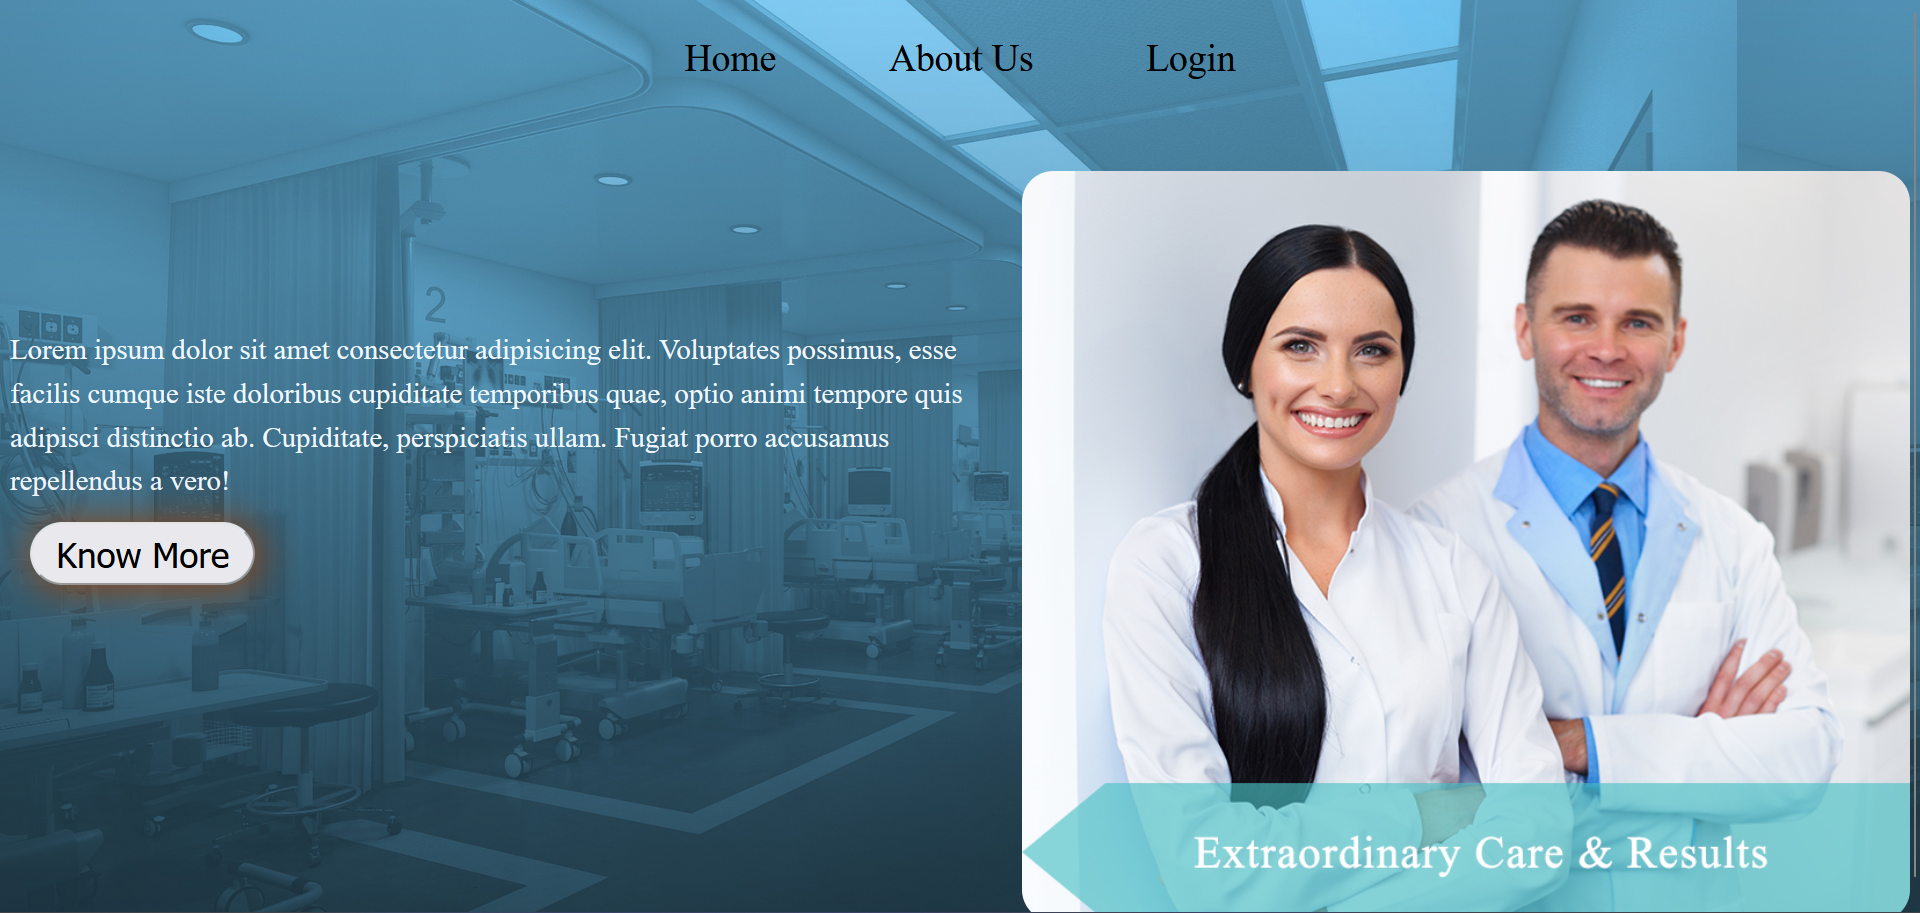 Home About Us Login
2
Lorem ipsum dolor sit amet consectetur adipisicing elit. Voluptates possimus, esse
facilis cumque iste doloribus cupiditate temporibus quae, optio animi tempore quis
adipisci distinctio ab. Cupiditate, perspiciatis ullam. Fugiat porro accusamus
repellendus a vero!
Know More
Extraordinary Care & Results